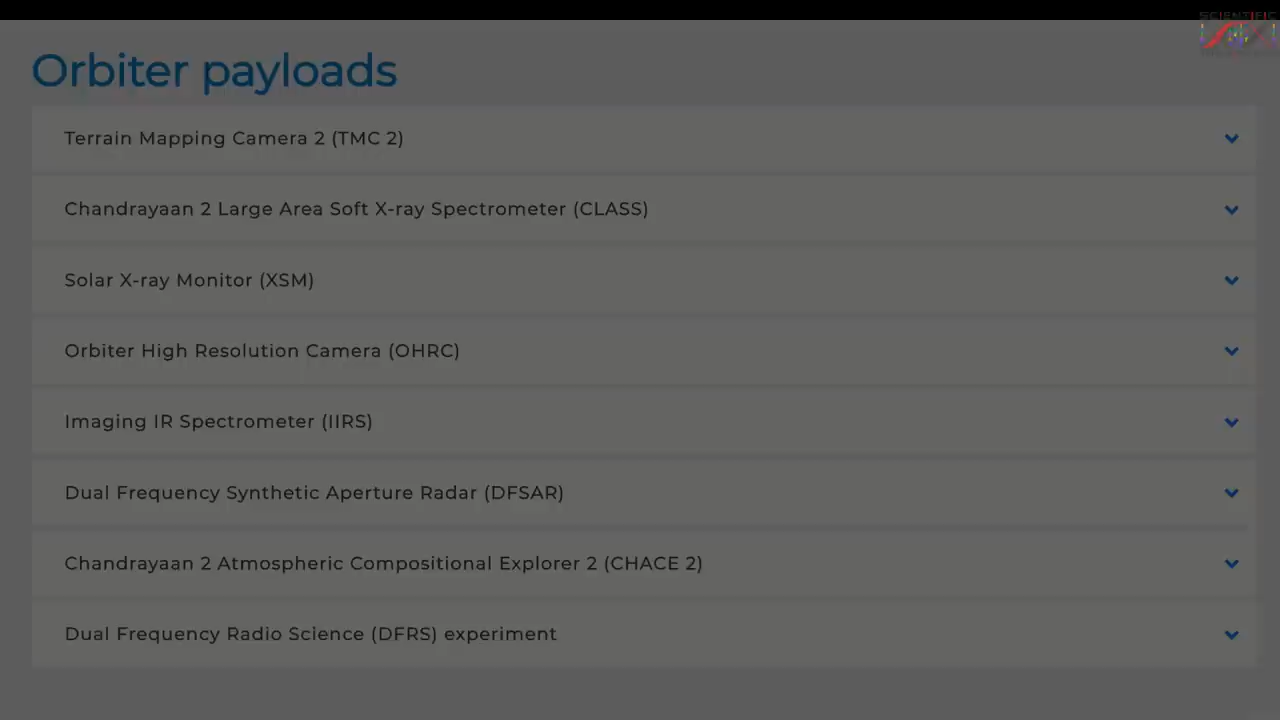 SCIENTIFIC
Orbiter payloads
Terrain Mapping Camera 2 (TMC 2)
Chandrayaan 2 Large Area Soft X-ray Spectrometer (CLASS)
Solar X-ray Monitor (XSM)
Orbiter High Resolution Camera (OHRC)
Imaging IR Spectrometer (IIRS)
Dual Frequency Synthetic Aperture Radar (DFSAR)
Chandrayaan 2 Atmospheric Compositional Explorer 2 (CHACE 2)
Dual Frequency Radio Science (DFRS) experiment